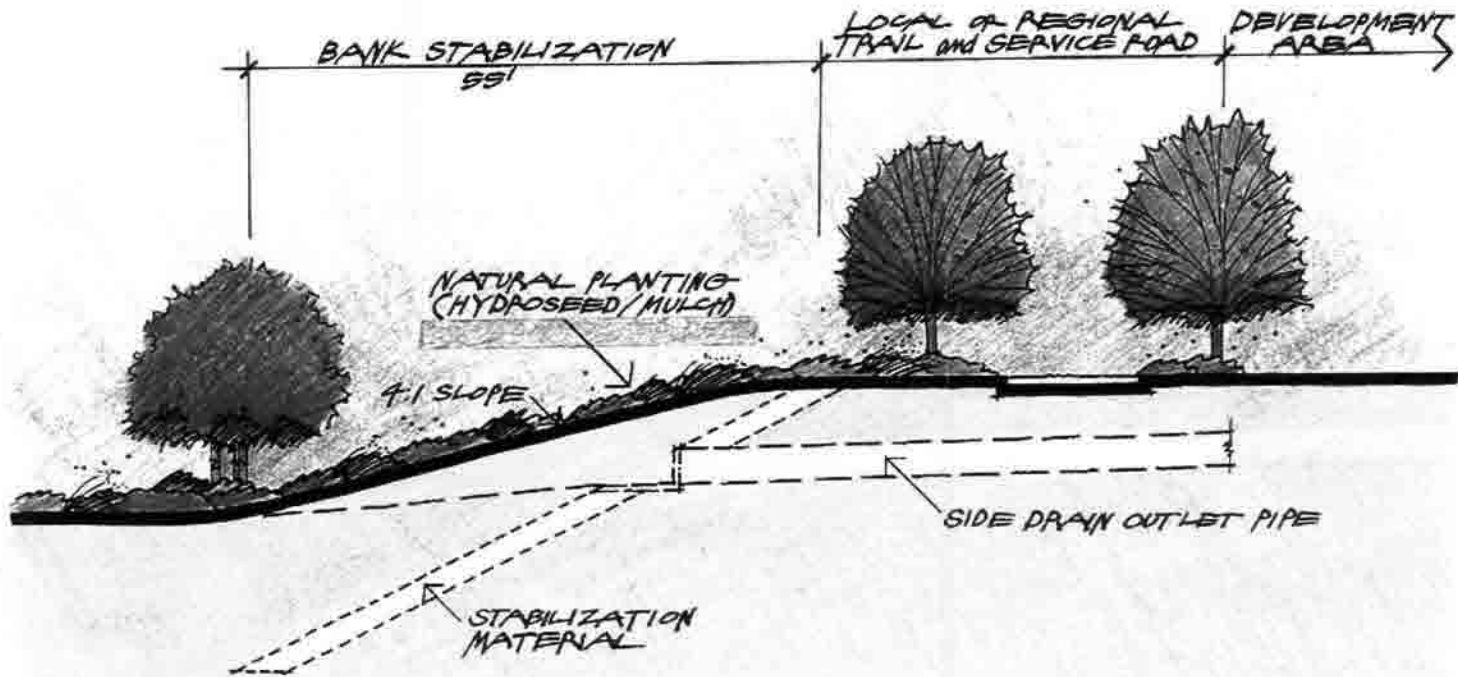 BANK STABILIZATION
55'
LOCAL or REGIONAL
TRAIL and SERVICE ROAD
DEVELOPMENT
AREA
NATURAL PLANTING
(HYDROSEED/MULCH)
4:1 SLOPE
SIDE DRAIN OUTLET PIPE
STABILIZATION
MATERIAL